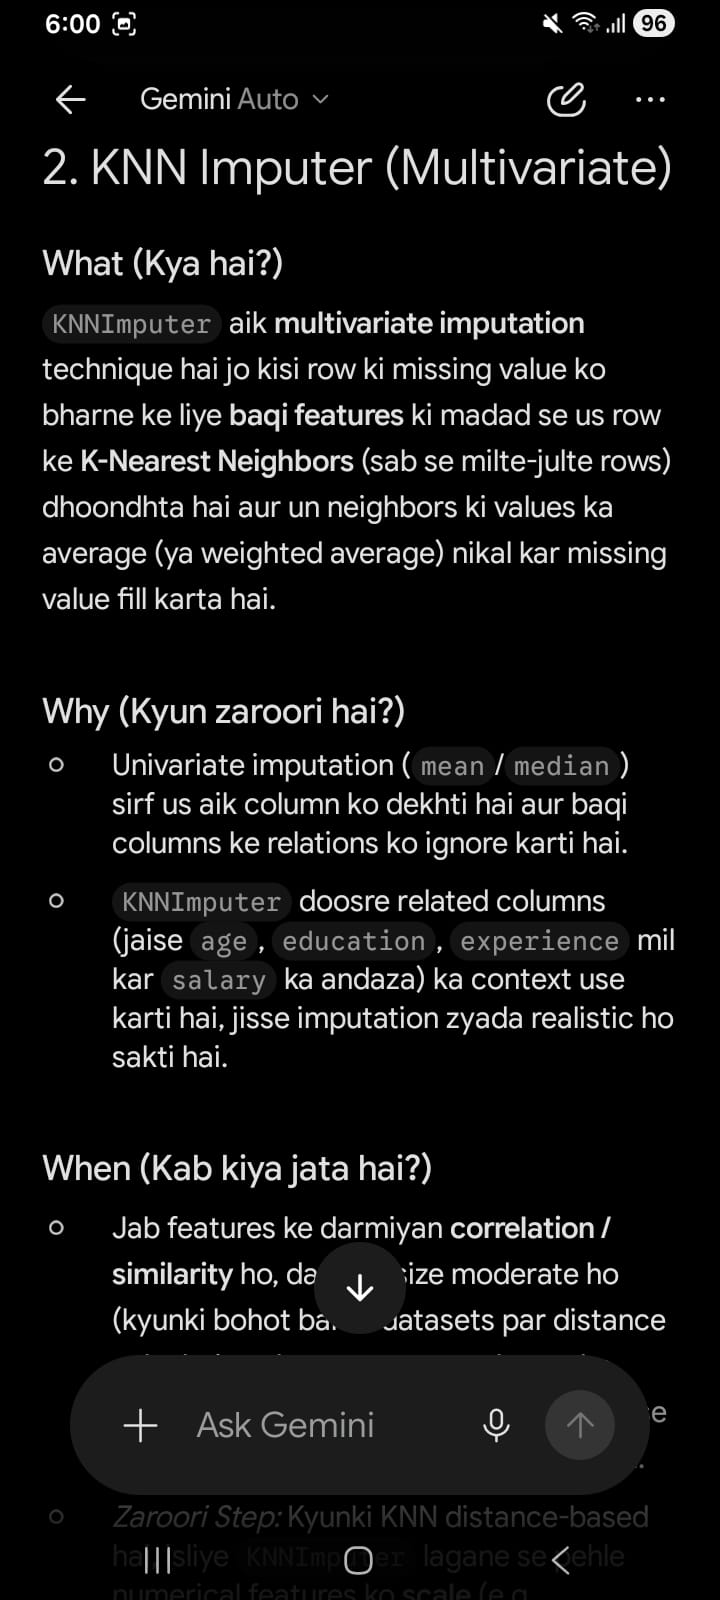 6:00
96
Gemini Auto
2. KNN Imputer (Multivariate)
What (Kya hai?)
KNNImputer aik multivariate imputation
technique hai jo kisi row ki missing value ko
bharne ke liye baqi features ki madad se us row
ke K-Nearest Neighbors (sab se milte-julte rows)
dhoondhta hai aur un neighbors ki values ka
average (ya weighted average) nikal kar missing
value fill karta hai.
Why (Kyun zaroori hai?)
Univariate imputation ( mean / median )
sirf us aik column ko dekhti hai aur baqi
columns ke relations ko ignore karti hai.
KNNImputer doosre related columns
(jaise age , education , experience mil
kar salary ka andaza) ka context use
karti hai, jisse imputation zyada realistic ho
sakti hai.
When (Kab kiya jata hai?)
Jab features ke darmiyan correlation /
similarity ho, size moderate ho
(kyunki bohot datasets par distance
Ask Gemini
Zaroori Step: Kyunki KNN distance-based
KNNImputer lagane se pehle
numerical features ko scale (e.g.